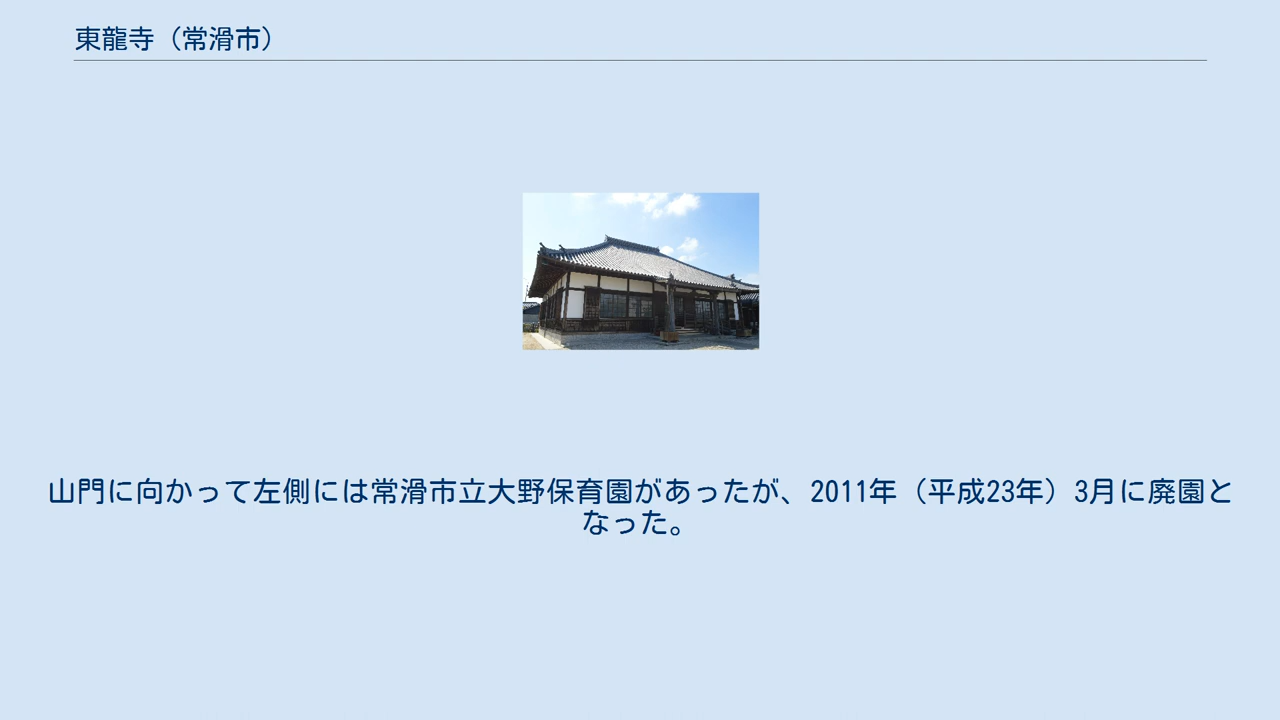 東龍寺（常滑市）
山門に向かって左側には常滑市立大野保育園があったが、2011年（平成23年）3月に廃園と
なった。